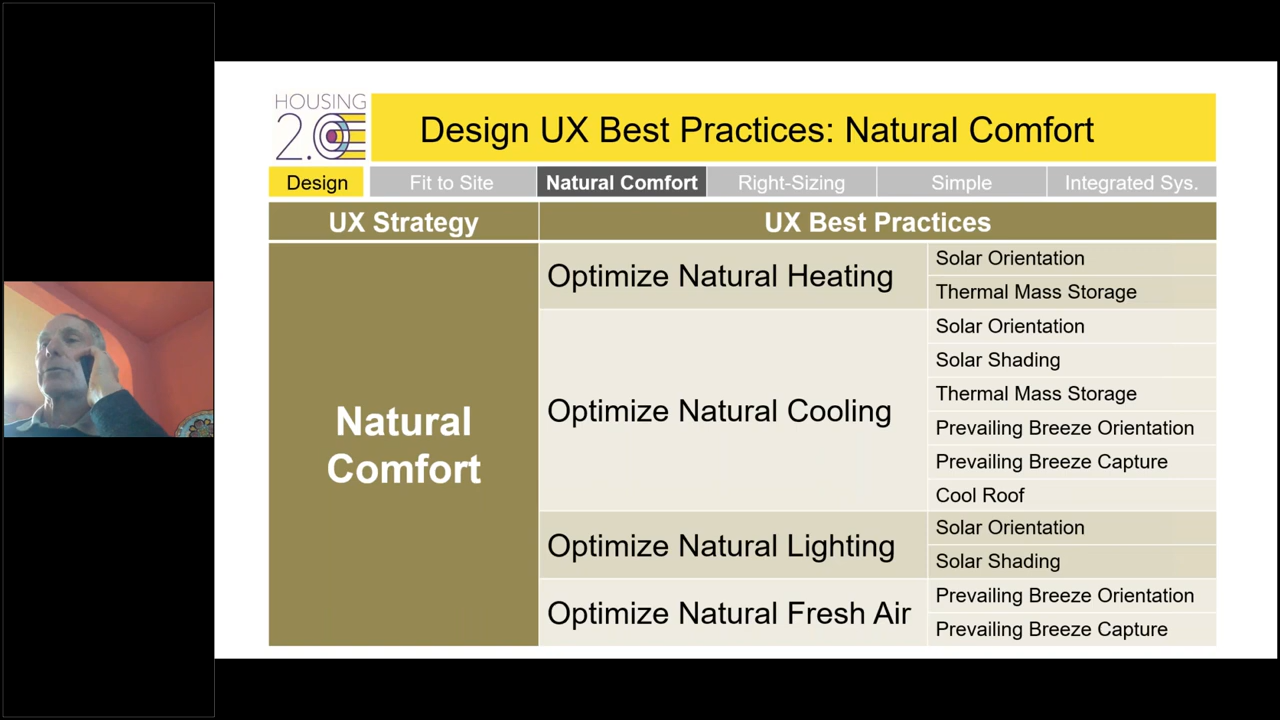 HOUSING
2.0
Design UX Best Practices: Natural Comfort
Design
Fit to Site
Natural Comfort
Right-Sizing
Simple
Integrated Sys.
UX Strategy
UX Best Practices
Natural
Comfort
Optimize Natural Heating
Solar Orientation
Thermal Mass Storage
Optimize Natural Cooling
Solar Orientation
Solar Shading
Thermal Mass Storage
Prevailing Breeze Orientation
Prevailing Breeze Capture
Cool Roof
Optimize Natural Lighting
Solar Orientation
Solar Shading
Optimize Natural Fresh Air
Prevailing Breeze Orientation
Prevailing Breeze Capture